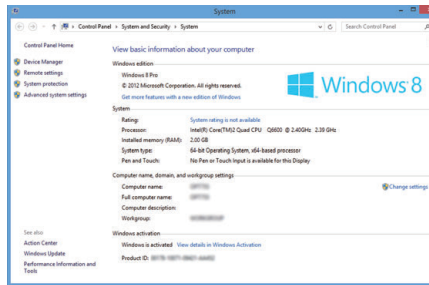 System
Control Panel
System and Security
System
Search Control Panel
Control Panel Home
Device Manager
Remote settings
System protection
Advanced system settings
View basic information about your computer
Windows edition
Windows 8 Pro
© 2012 Microsoft Corporation. All rights reserved.
Get more features with a new edition of Windows
Windows 8
System
Rating: System rating is not available
Processor: Intel(R) Core(TM)2 Quad CPU Q6600 @ 2.40GHz 2.39 GHz
Installed memory (RAM): 2.00 GB
System type: 64-bit Operating System, x64-based processor
Pen and Touch: No Pen or Touch Input is available for this Display
Computer name, domain, and workgroup settings
Computer name:
Change settings
Full computer name:
Computer description:
Workgroup:
Windows activation
Windows is activated View details in Windows Activation
Product ID:
See also
Action Center
Windows Update
Performance Information and
Tools